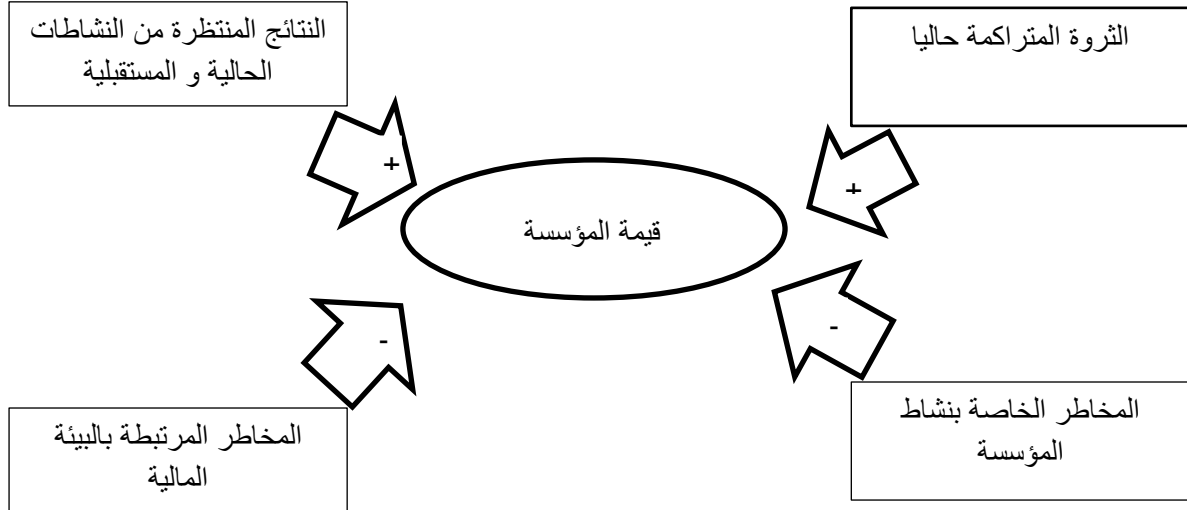 الثروة المتراكمة حاليا
النتائج المنتظرة من النشاطات
الحالية و المستقبلية
+
+
قيمة المؤسسة
-
-
المخاطر الخاصة بنشاط
المؤسسة
المخاطر المرتبطة بالبيئة
المالية